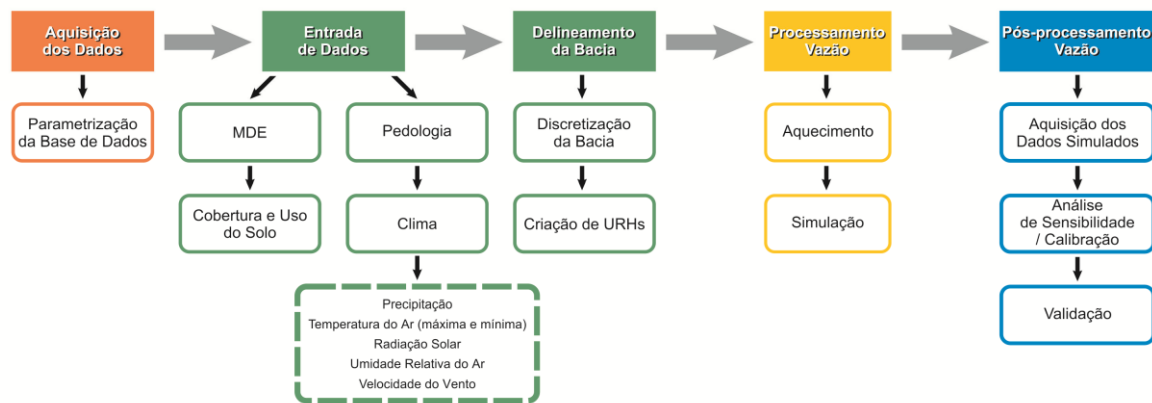 Aquisição
dos Dados
Entrada
de Dados
Delineamento
da Bacia
Processamento
Vazão
Pós-processamento
Vazão
Parametrização
da Base de Dados
MDE
Pedologia
Discretização
da Bacia
Aquecimento
Aquisição dos
Dados Simulados
Cobertura e Uso
do Solo
Clima
Criação de URHs
Simulação
Análise
de Sensibilidade
/ Calibração
Precipitação
Temperatura do Ar (máxima e mínima)
Radiação Solar
Umidade Relativa do Ar
Velocidade do Vento
Validação